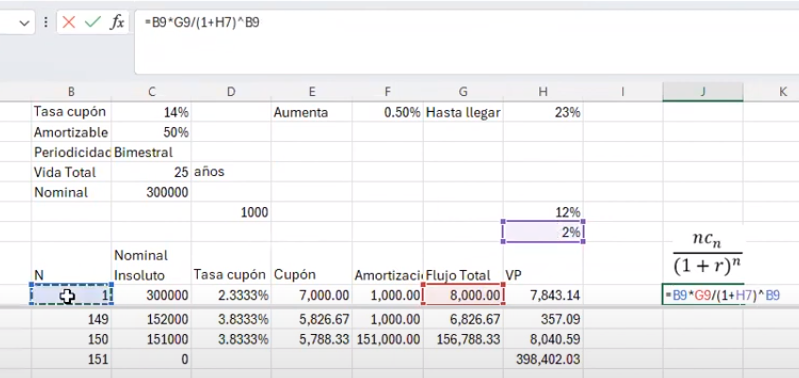 fx =B9*G9/(1+H7)^B9
B C D E F G H I J K
Tasa cupón 14% Aumenta 0.50% Hasta llegar 23%
Amortizable 50%
Periodicidad Bimestral
Vida Total 25 años
Nominal 300000
1000 12%
2%
ncₙ
(1 + r)ⁿ
Nominal
N Insoluto Tasa cupón Cupón Amortizaci Flujo Total VP
1 300000 2.3333% 7,000.00 1,000.00 8,000.00 7,843.14 =B9*G9/(1+H7)^B9
149 152000 3.8333% 5,826.67 1,000.00 6,826.67 357.09
150 151000 3.8333% 5,788.33 151,000.00 156,788.33 8,040.59
151 0 398,402.03